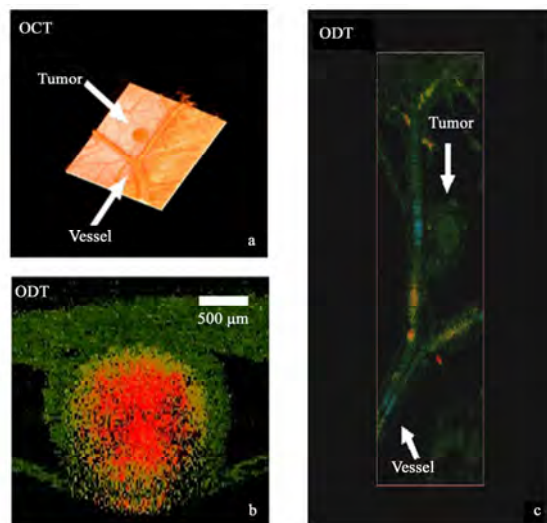 OCT
Tumor
Vessel
a
ODT
500 µm
b
ODT
Tumor
Vessel
c